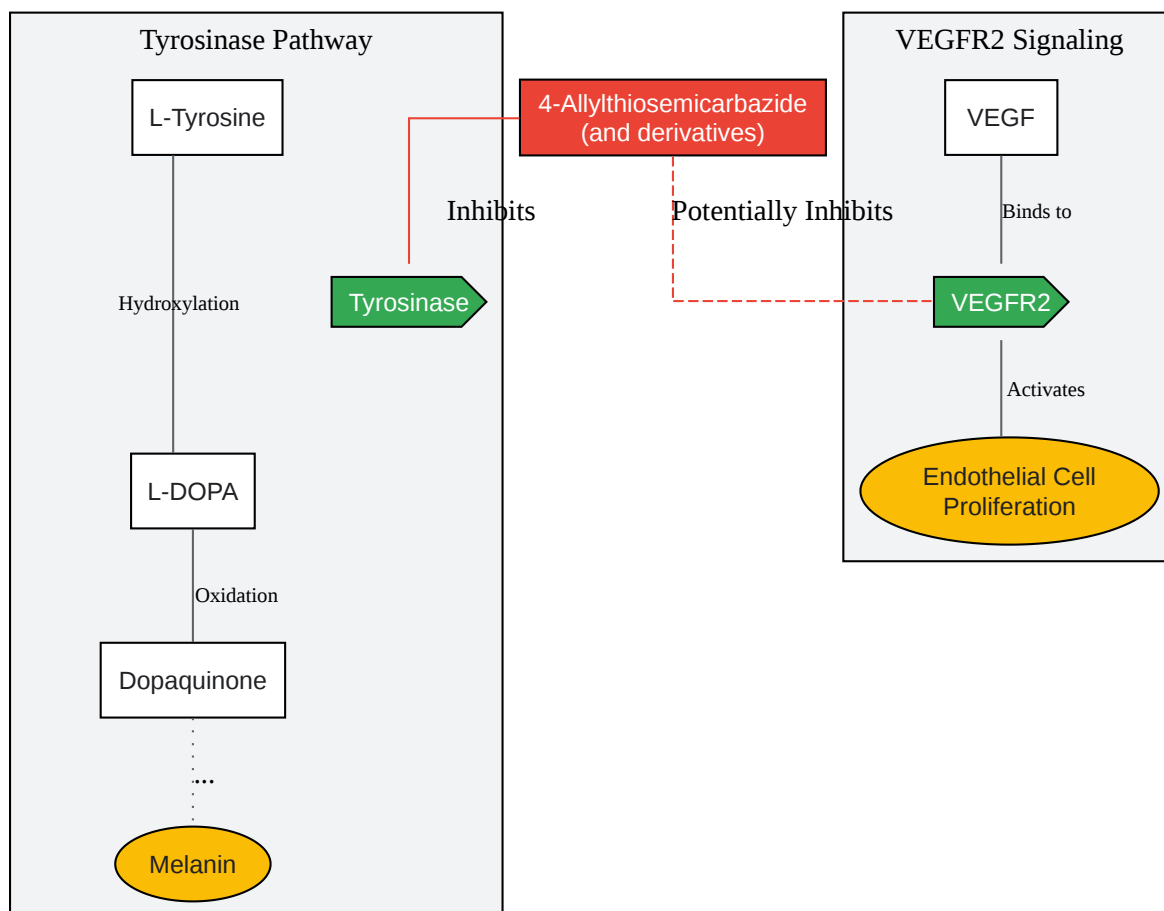 Tyrosinase Pathway
VEGFR2 Signaling
L-Tyrosine
4-Allylthiosemicarbazide
(and derivatives)
VEGF
Inhibits
Potentially Inhibits
Binds to
Hydroxylation
Tyrosinase
VEGFR2
Activates
L-DOPA
Endothelial Cell
Proliferation
Oxidation
Dopaquinone
...
Melanin